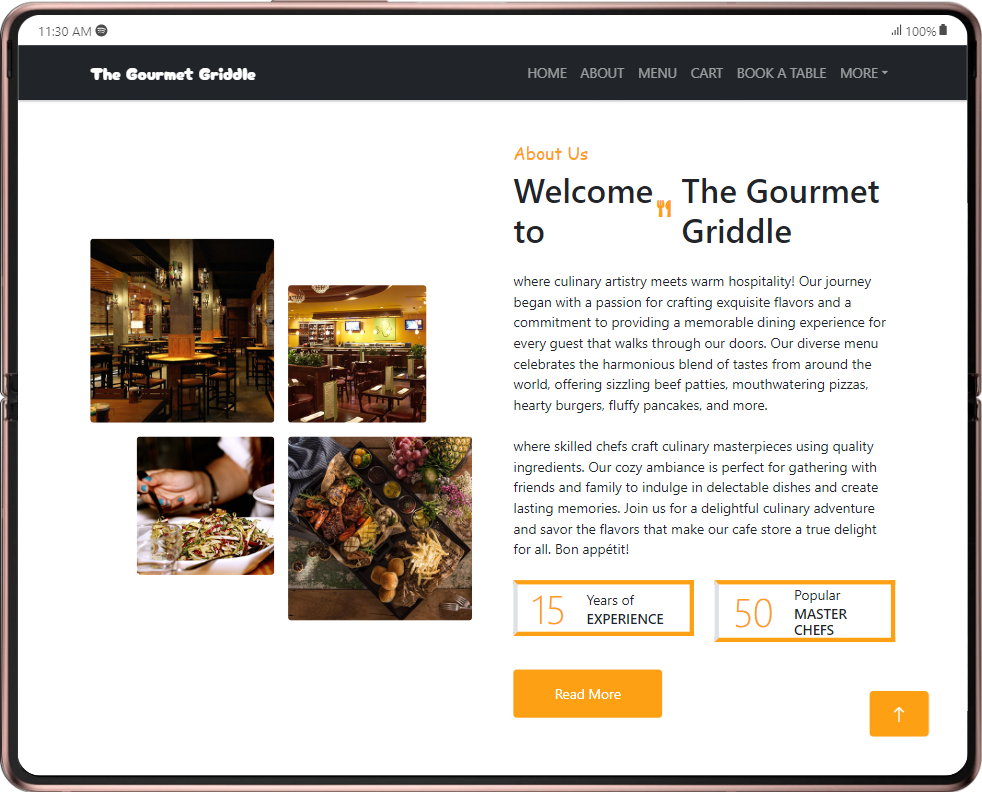 11:30 AM
100%
The Gourmet Griddle
HOME ABOUT MENU CART BOOK A TABLE MORE
About Us
Welcome to
The Gourmet Griddle
where culinary artistry meets warm hospitality! Our journey
began with a passion for crafting exquisite flavors and a
commitment to providing a memorable dining experience for
every guest that walks through our doors. Our diverse menu
celebrates the harmonious blend of tastes from around the
world, offering sizzling beef patties, mouthwatering pizzas,
hearty burgers, fluffy pancakes, and more.
where skilled chefs craft culinary masterpieces using quality
ingredients. Our cozy ambiance is perfect for gathering with
friends and family to indulge in delectable dishes and create
lasting memories. Join us for a delightful culinary adventure
and savor the flavors that make our cafe store a true delight
for all. Bon appétit!
15
Years of
EXPERIENCE
50
Popular
MASTER
CHEFS
Read More